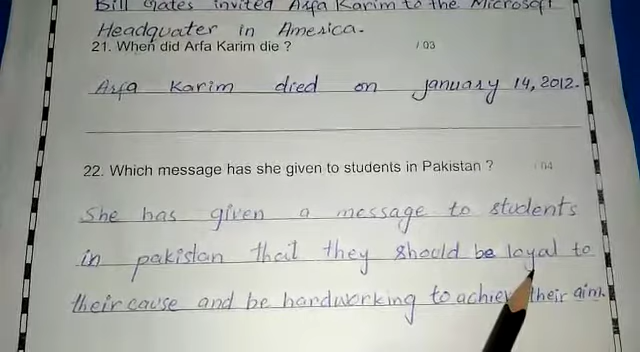 Bill Gates invited Arfa Karim to the Microsoft
Headquater in America.
21. When did Arfa Karim die ? / 03
Arfa Karim died on january 14, 2012.
22. Which message has she given to students in Pakistan ? / 04
She has given a message to students
in pakistan that they should be loyal to
their cause and be hardworking to achieve their aim.